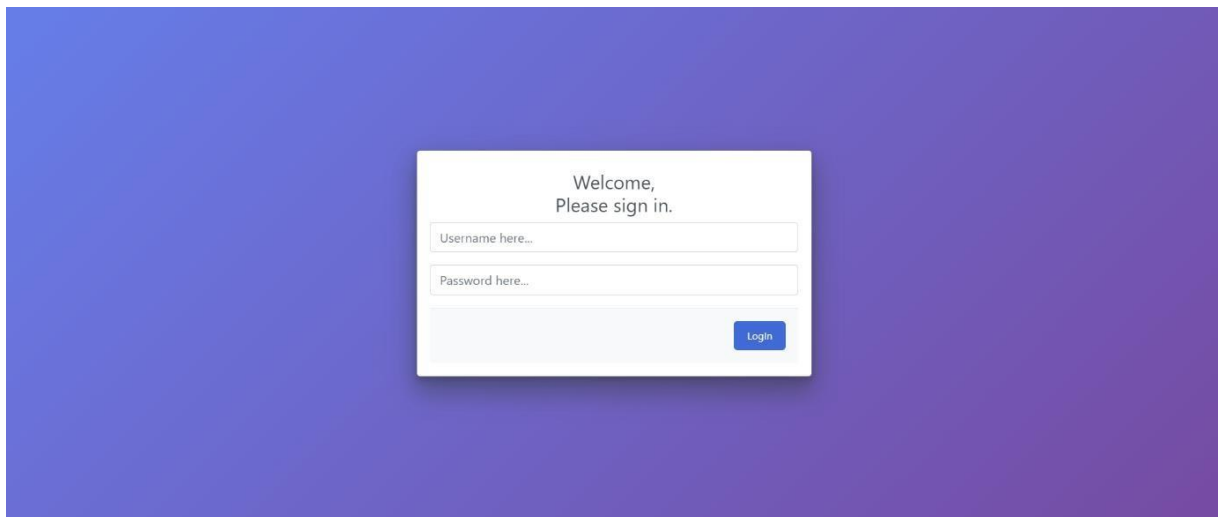 Welcome,
Please sign in.
Username here...
Password here...
LogIn